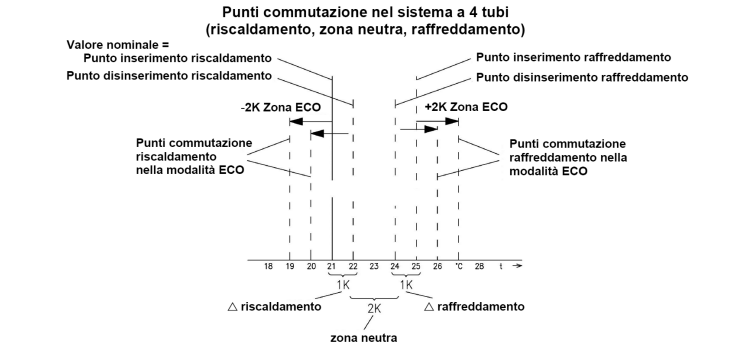 Punti commutazione nel sistema a 4 tubi
(riscaldamento, zona neutra, raffreddamento)
Valore nominale =
Punto inserimento riscaldamento
Punto disinserimento riscaldamento
Punto inserimento raffreddamento
Punto disinserimento raffreddamento
-2K Zona ECO
+2K Zona ECO
Punti commutazione
riscaldamento
nella modalità ECO
Punti commutazione
raffreddamento nella
modalità ECO
18 19 20 21 22 23 24 25 26 °C 28 t
1K
1K
△ riscaldamento
2K
△ raffreddamento
zona neutra